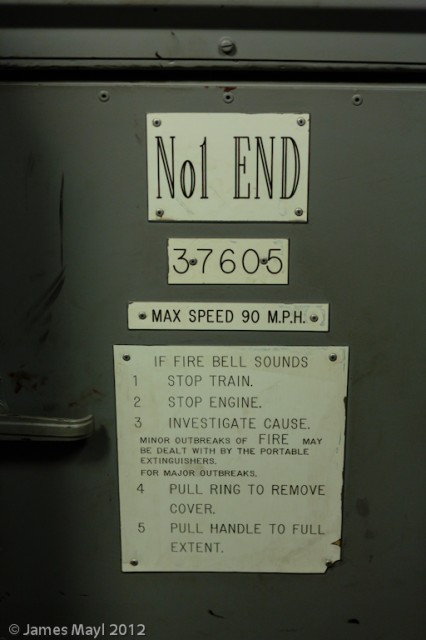 No1 END
37605
MAX SPEED 90 M.P.H.
IF FIRE BELL SOUNDS
1 STOP TRAIN.
2 STOP ENGINE.
3 INVESTIGATE CAUSE.
MINOR OUTBREAKS OF FIRE MAY
BE DEALT WITH BY THE PORTABLE
EXTINGUISHERS.
FOR MAJOR OUTBREAKS.
4 PULL RING TO REMOVE
COVER.
5 PULL HANDLE TO FULL
EXTENT.
© James Mayl 2012